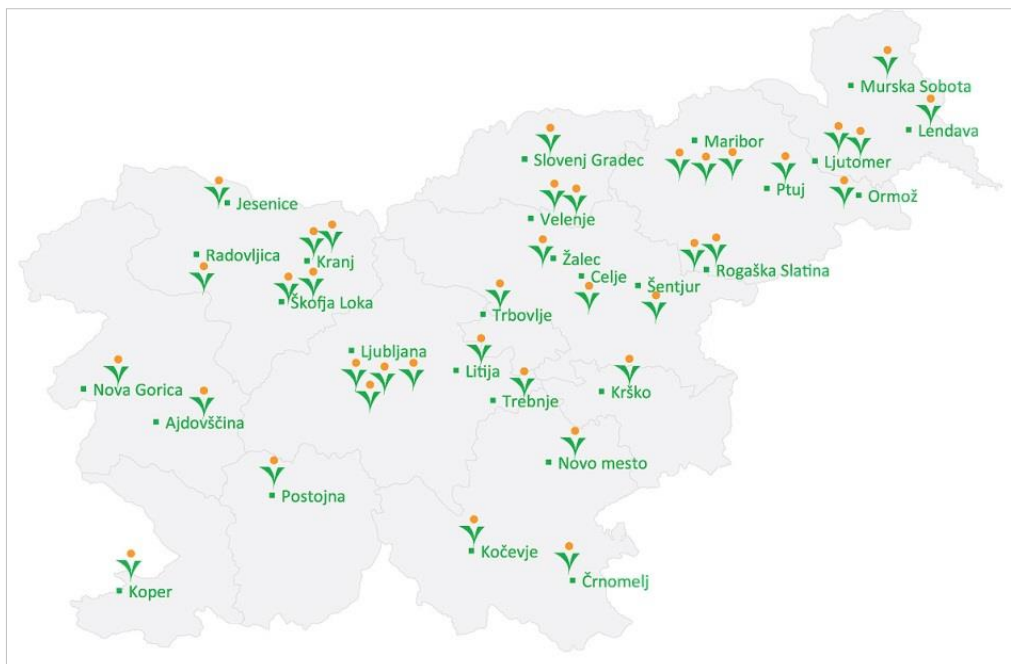 Murska Sobota
Lendava
Maribor
Slovenj Gradec
Ljutomer
Ptuj
Ormož
Jesenice
Velenje
Radovljica
Kranj
Žalec
Rogaška Slatina
Celje
Šentjur
Škofja Loka
Trbovlje
Ljubljana
Litija
Nova Gorica
Krško
Trebnje
Ajdovščina
Novo mesto
Postojna
Kočevje
Črnomelj
Koper